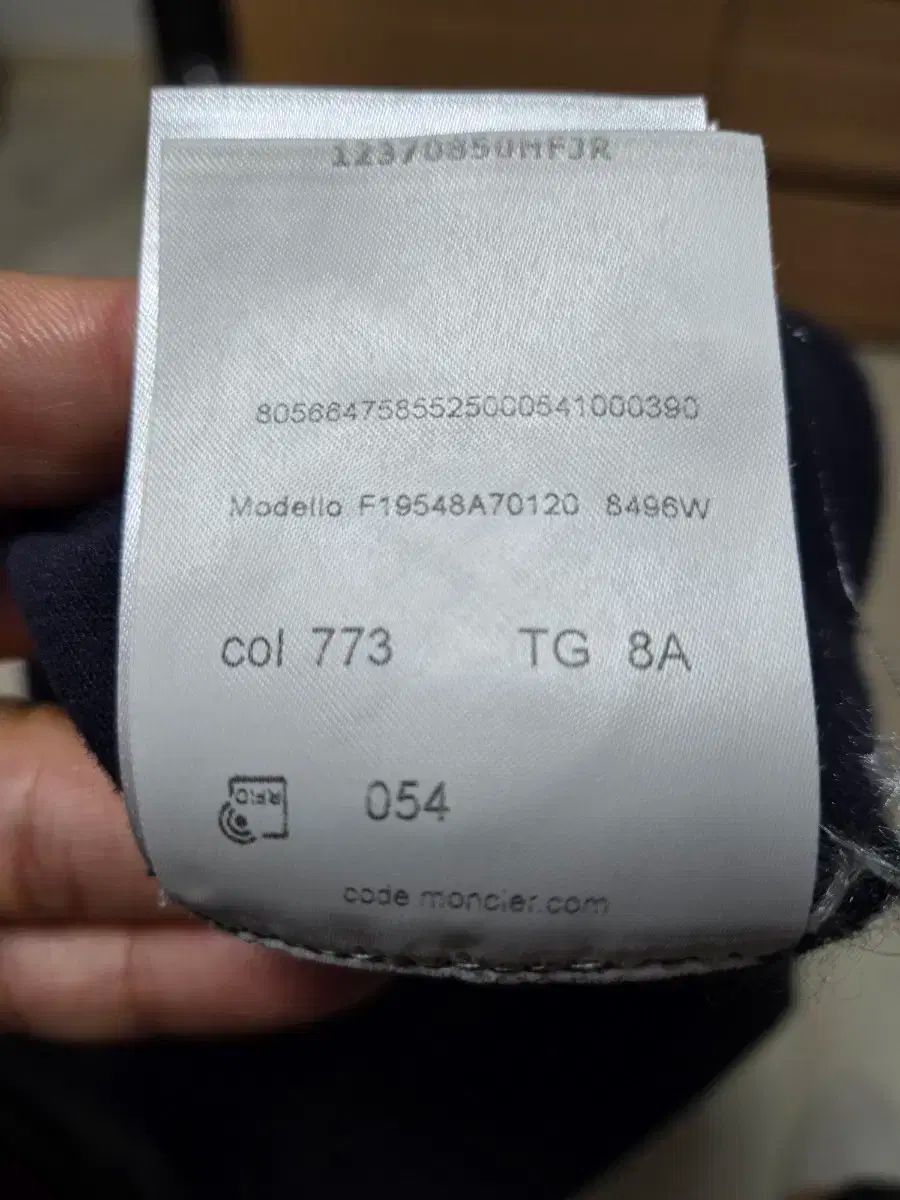 12370850MFJR
8056647585525000541000390
Modello F19548A70120 8496W
col 773 TG 8A
RFID
054
code moncler.com